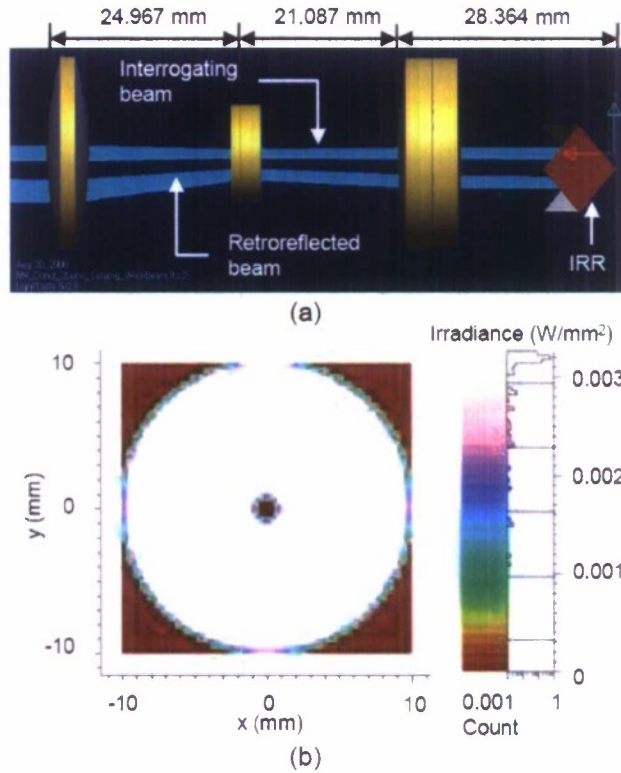 24.967 mm 21.087 mm 28.364 mm
Interrogating
beam
Retroreflected
beam
IRR
(a)
Irradiance (W/mm²)
10
0.003
0.002
y (mm)
0
0.001
-10
0
-10 0 10
x (mm)
0.001 1
Count
(b)